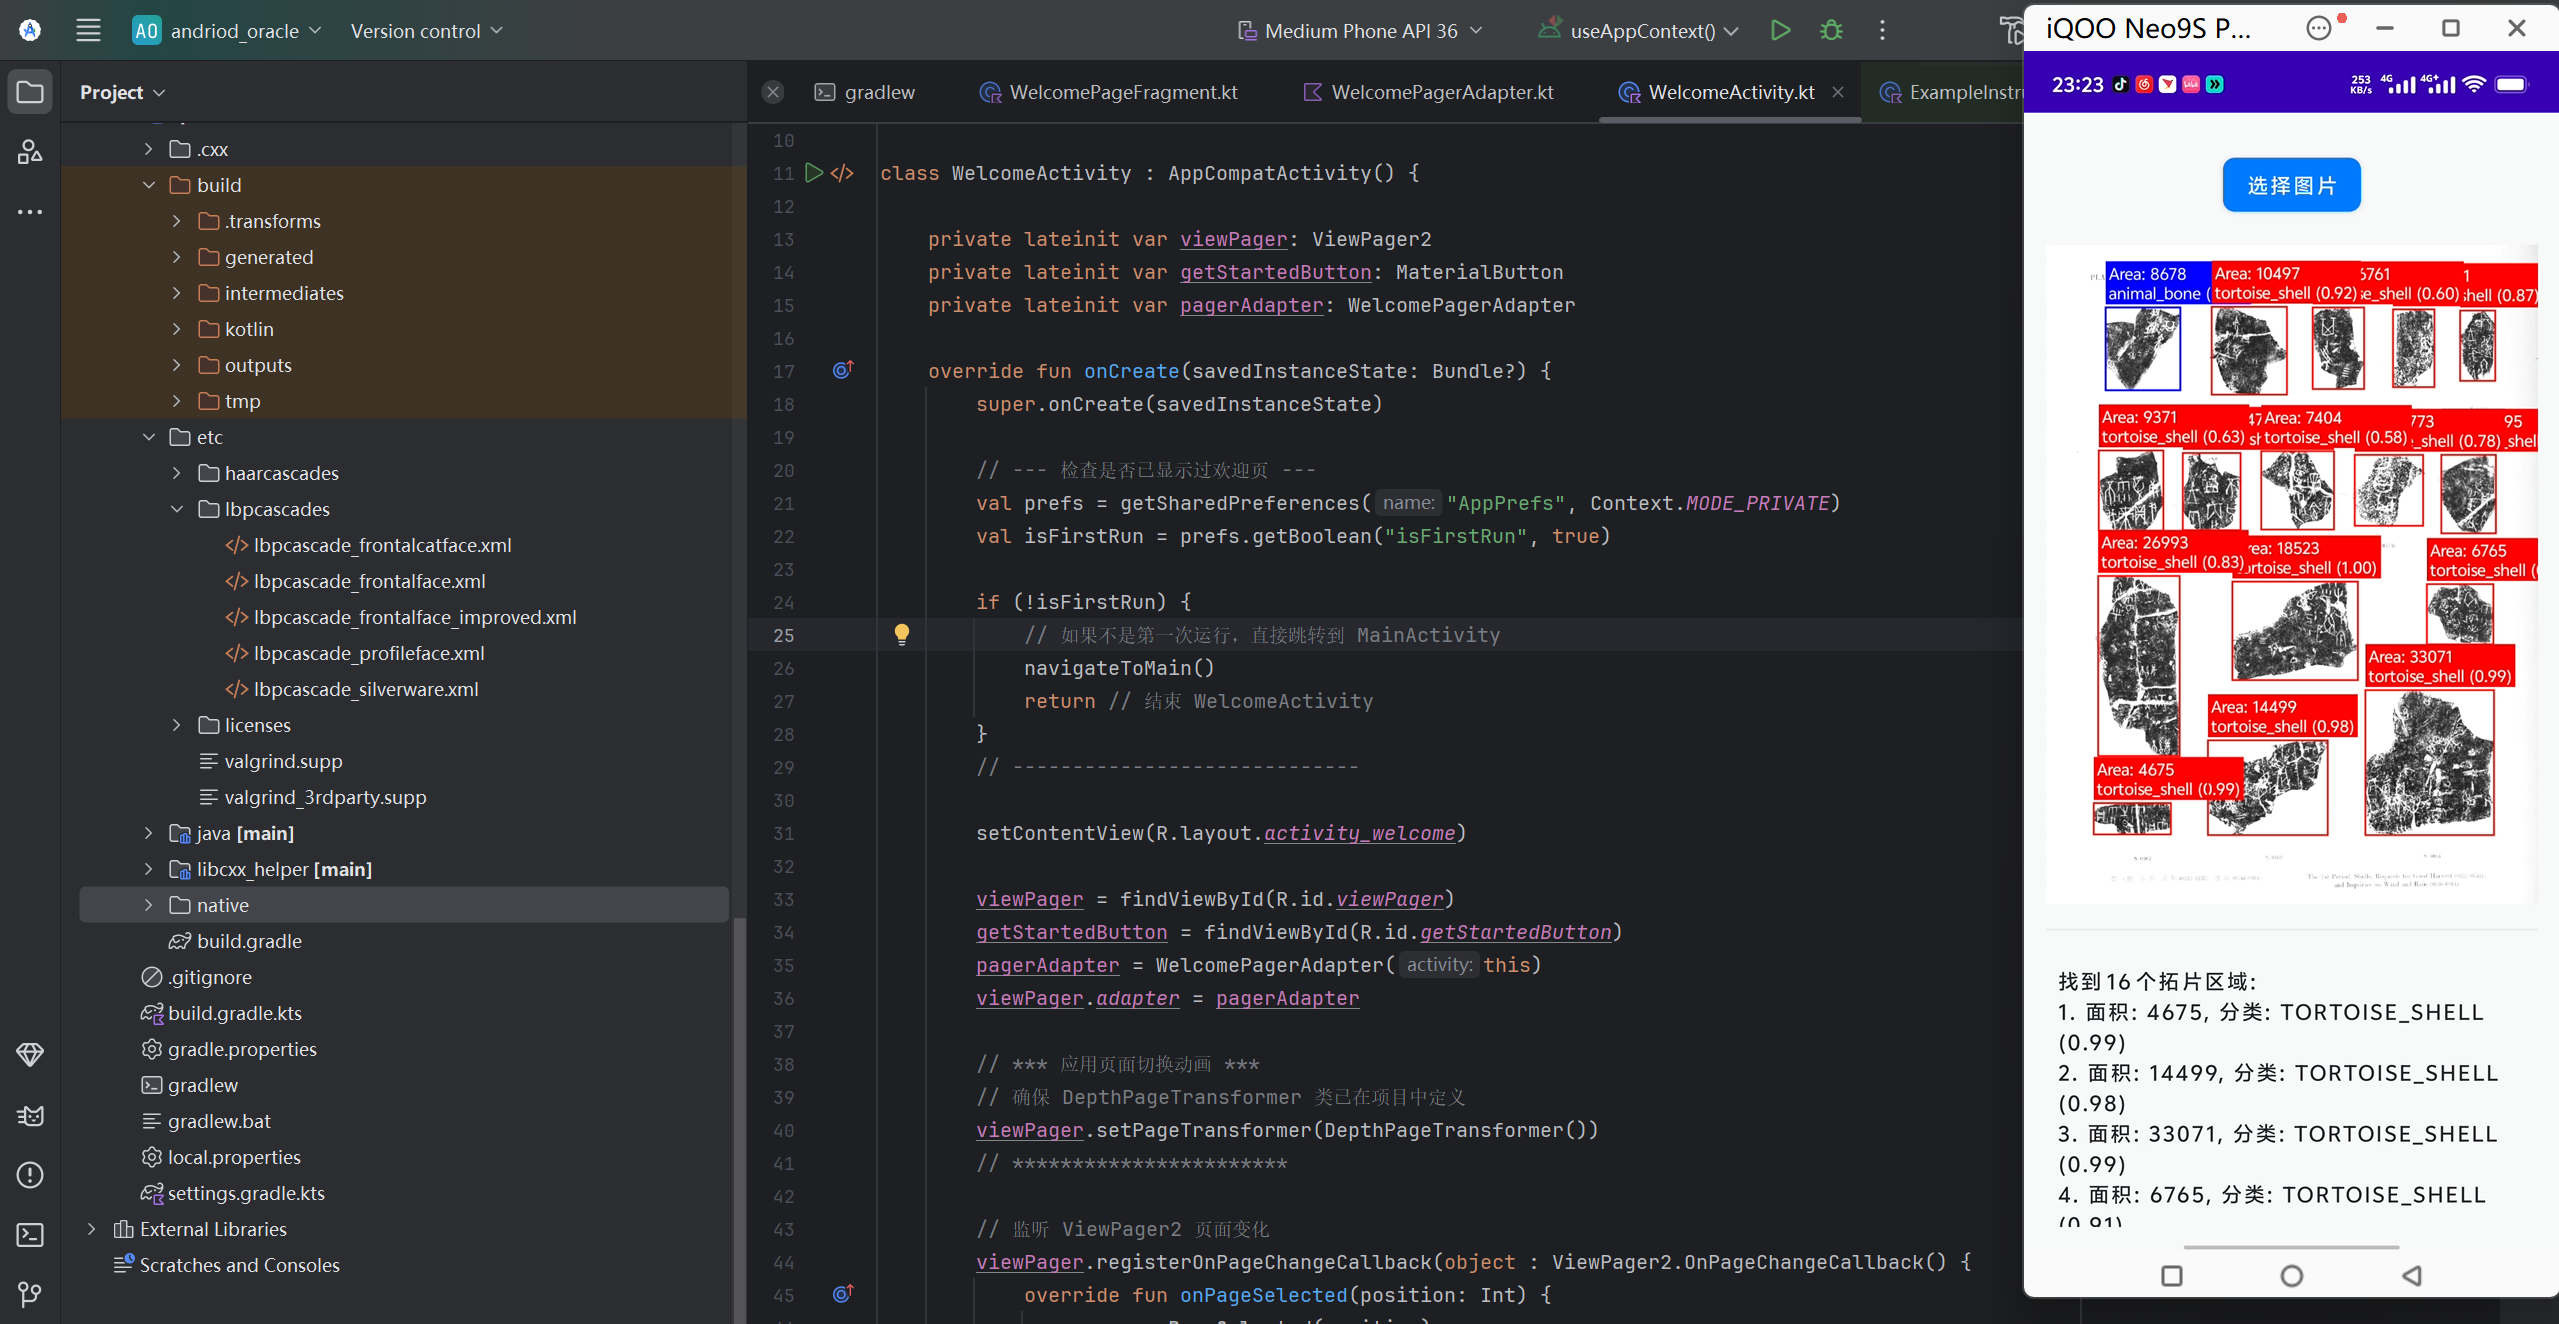 AO andriod_oracle
Version control
Medium Phone API 36
useAppContext()
Project
.cxx
build
.transforms
generated
intermediates
kotlin
outputs
tmp
etc
haarcascades
lbpcascades
lbpcascade_frontalcatface.xml
lbpcascade_frontalface.xml
lbpcascade_frontalface_improved.xml
lbpcascade_profileface.xml
lbpcascade_silverware.xml
licenses
valgrind.supp
valgrind_3rdparty.supp
java [main]
libcxx_helper [main]
native
build.gradle
.gitignore
build.gradle.kts
gradle.properties
gradlew
gradlew.bat
local.properties
settings.gradle.kts
External Libraries
Scratches and Consoles
gradlew
WelcomePageFragment.kt
WelcomePagerAdapter.kt
WelcomeActivity.kt
ExampleInstr
10
11 class WelcomeActivity : AppCompatActivity() {
12
13 private lateinit var viewPager: ViewPager2
14 private lateinit var getStartedButton: MaterialButton
15 private lateinit var pagerAdapter: WelcomePagerAdapter
16
17 override fun onCreate(savedInstanceState: Bundle?) {
18 super.onCreate(savedInstanceState)
19
20 // --- 检查是否已显示过欢迎页 ---
21 val prefs = getSharedPreferences( name: "AppPrefs", Context.MODE_PRIVATE)
22 val isFirstRun = prefs.getBoolean("isFirstRun", true)
23
24 if (!isFirstRun) {
25 // 如果不是第一次运行，直接跳转到 MainActivity
26 navigateToMain()
27 return // 结束 WelcomeActivity
28 }
29 // -----------------------------
30
31 setContentView(R.layout.activity_welcome)
32
33 viewPager = findViewById(R.id.viewPager)
34 getStartedButton = findViewById(R.id.getStartedButton)
35 pagerAdapter = WelcomePagerAdapter( activity: this)
36 viewPager.adapter = pagerAdapter
37
38 // *** 应用页面切换动画 ***
39 // 确保 DepthPageTransformer 类已在项目中定义
40 viewPager.setPageTransformer(DepthPageTransformer())
41 // ***********************
42
43 // 监听 ViewPager2 页面变化
44 viewPager.registerOnPageChangeCallback(object : ViewPager2.OnPageChangeCallback() {
45 override fun onPageSelected(position: Int) {
iQOO Neo9S P...
23:23
253 KB/s 4G 4G+
选择图片
Area: 8678
animal_bone (
Area: 10497
tortoise_shell (0.92)
6761
e_shell (0.60)
1
shell (0.87)
Area: 9371
tortoise_shell (0.63)
47
sh
Area: 7404
tortoise_shell (0.58)
773
_shell (0.78)
95
_shel
Area: 26993
tortoise_shell (0.83)
rea: 18523
ortoise_shell (1.00)
Area: 6765
tortoise_shell (
Area: 33071
tortoise_shell (0.99)
Area: 14499
tortoise_shell (0.98)
Area: 4675
tortoise_shell (0.99)
找到16个拓片区域:
1. 面积: 4675, 分类: TORTOISE_SHELL
(0.99)
2. 面积: 14499, 分类: TORTOISE_SHELL
(0.98)
3. 面积: 33071, 分类: TORTOISE_SHELL
(0.99)
4. 面积: 6765, 分类: TORTOISE_SHELL
(0.91)